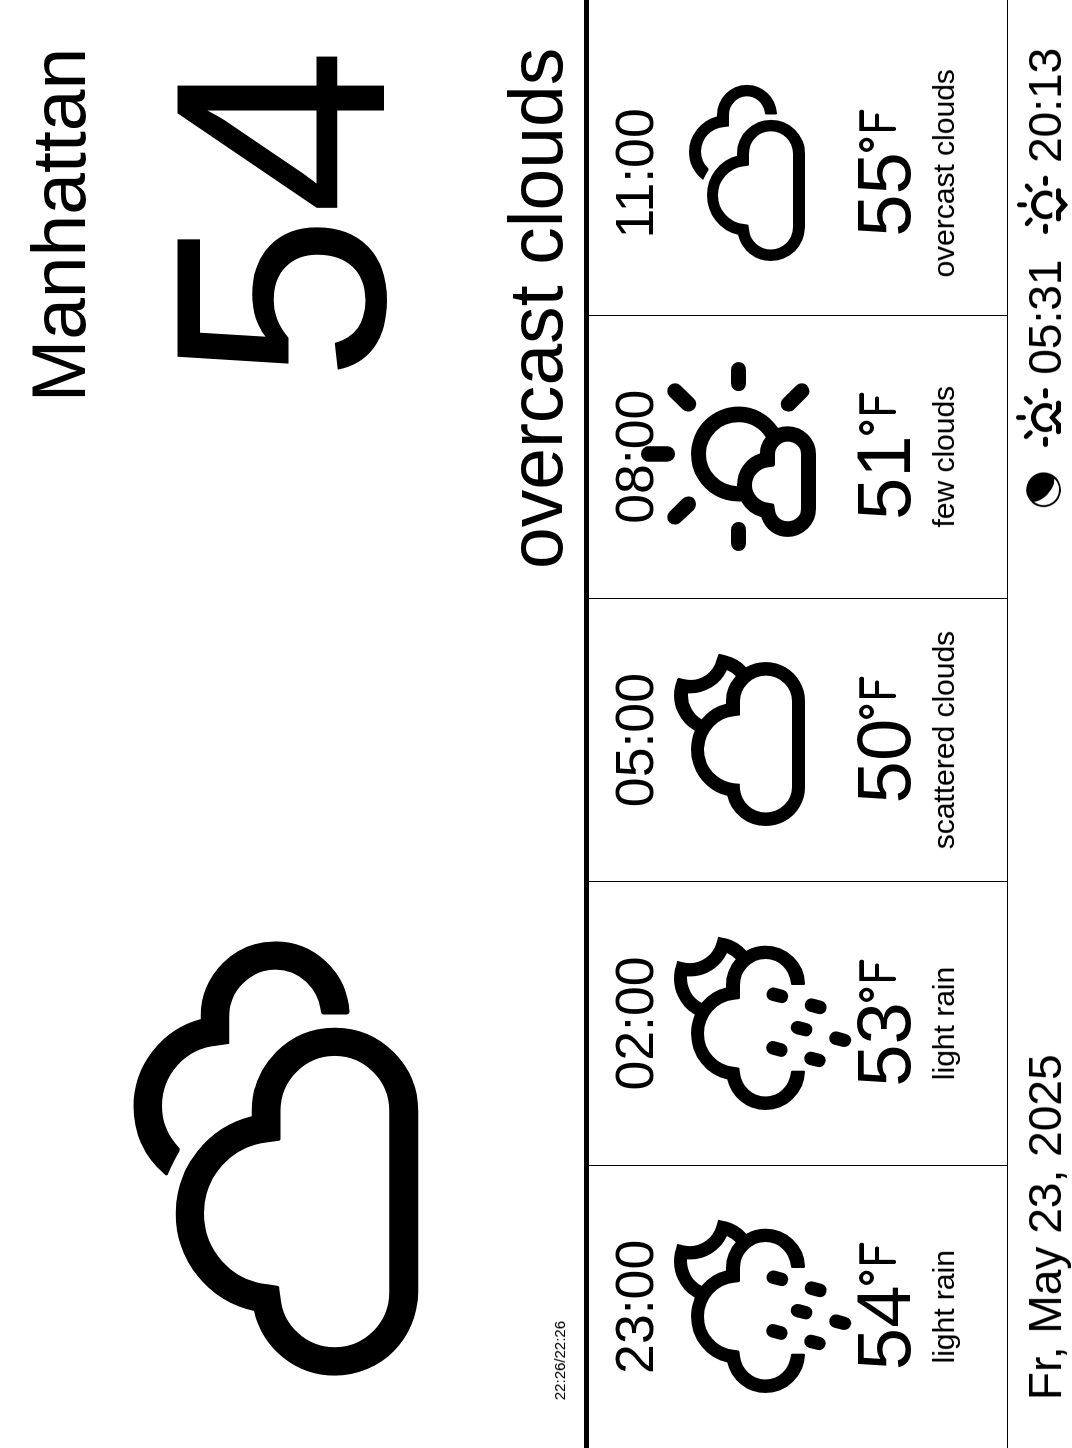 Manhattan
54
overcast clouds
22:26/22:26
23:00
54°F
light rain
02:00
53°F
light rain
05:00
50°F
scattered clouds
08:00
51°F
few clouds
11:00
55°F
overcast clouds
Fr, May 23, 2025
05:31
20:13